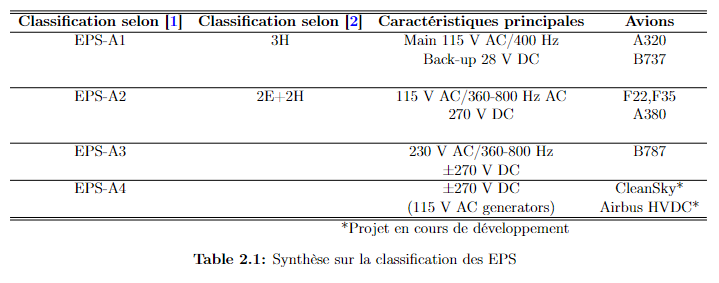 Classification selon [1] Classification selon [2] Caractéristiques principales Avions
EPS-A1 3H Main 115 V AC/400 Hz A320
Back-up 28 V DC B737
EPS-A2 2E+2H 115 V AC/360-800 Hz AC F22,F35
270 V DC A380
EPS-A3 230 V AC/360-800 Hz B787
±270 V DC
EPS-A4 ±270 V DC CleanSky*
(115 V AC generators) Airbus HVDC*
*Projet en cours de développement
Table 2.1: Synthèse sur la classification des EPS